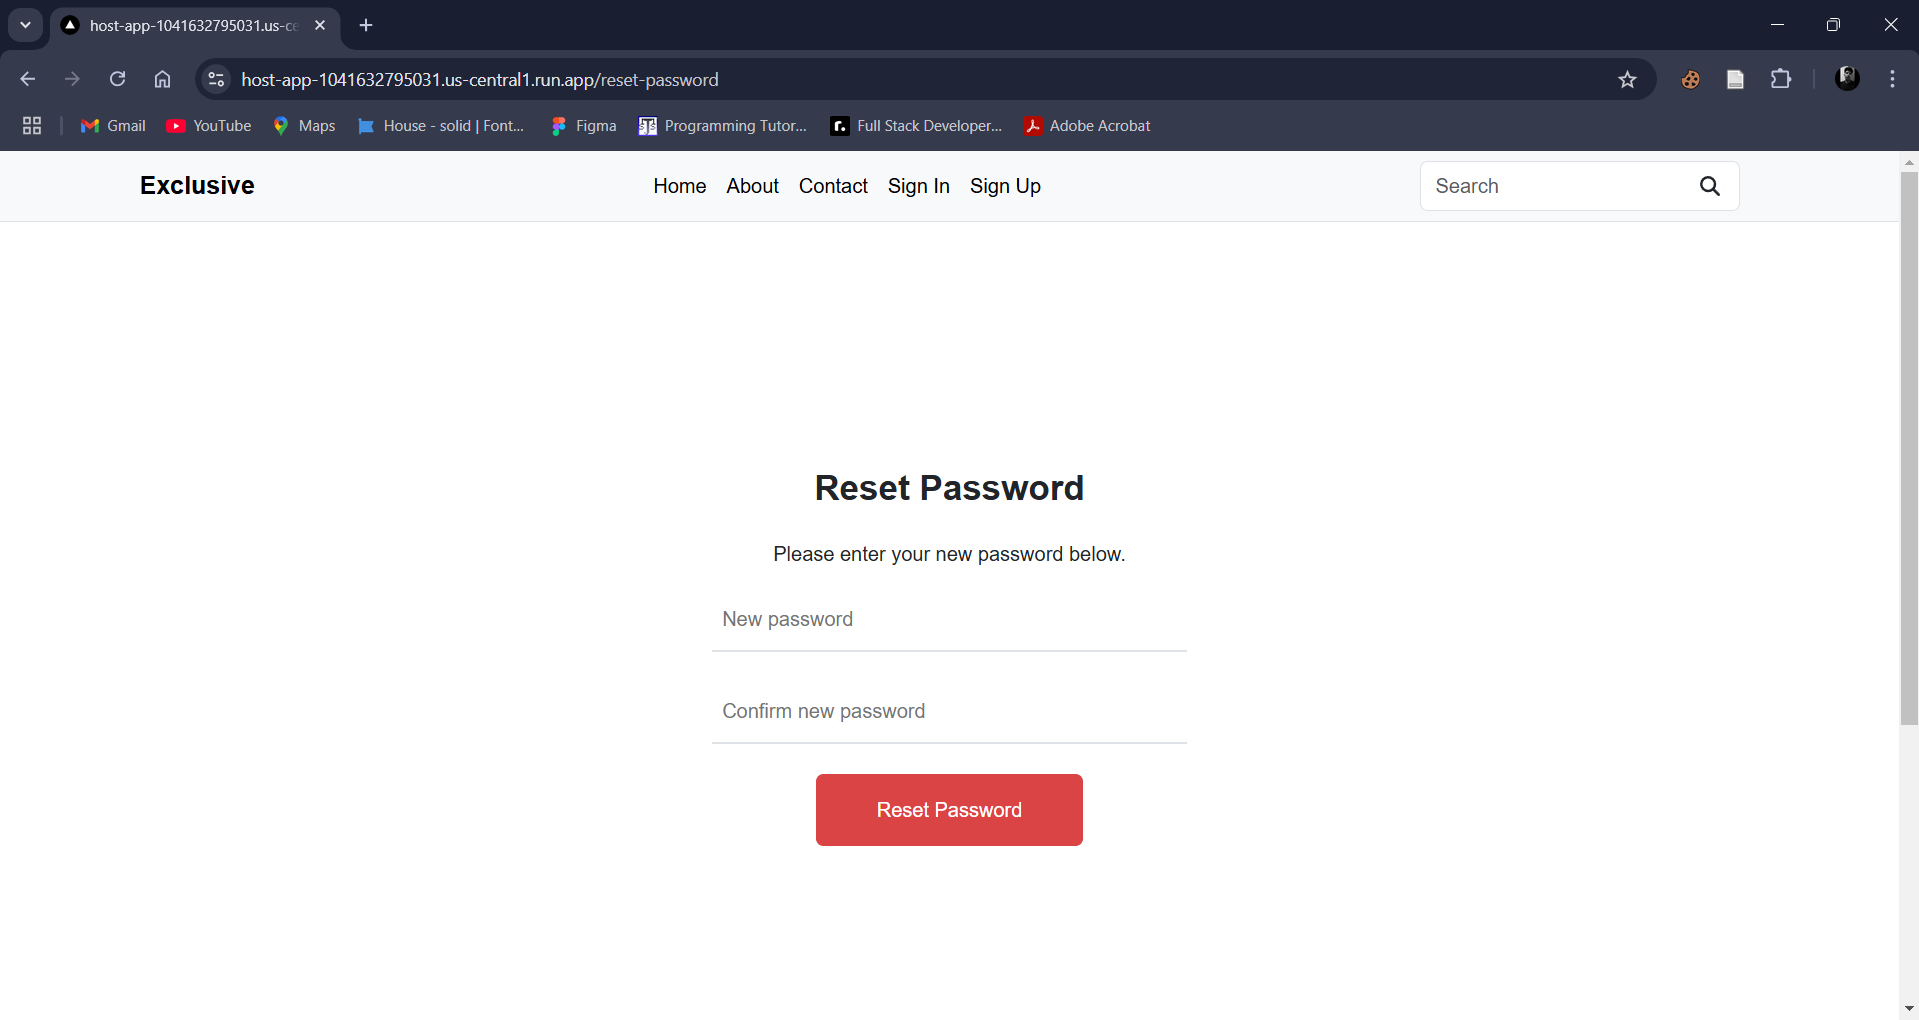 host-app-1041632795031.us-ce
host-app-1041632795031.us-central1.run.app/reset-password
Gmail YouTube Maps House - solid | Font... Figma Programming Tutor... Full Stack Developer... Adobe Acrobat
Exclusive Home About Contact Sign In Sign Up Search
Reset Password
Please enter your new password below.
New password
Confirm new password
Reset Password